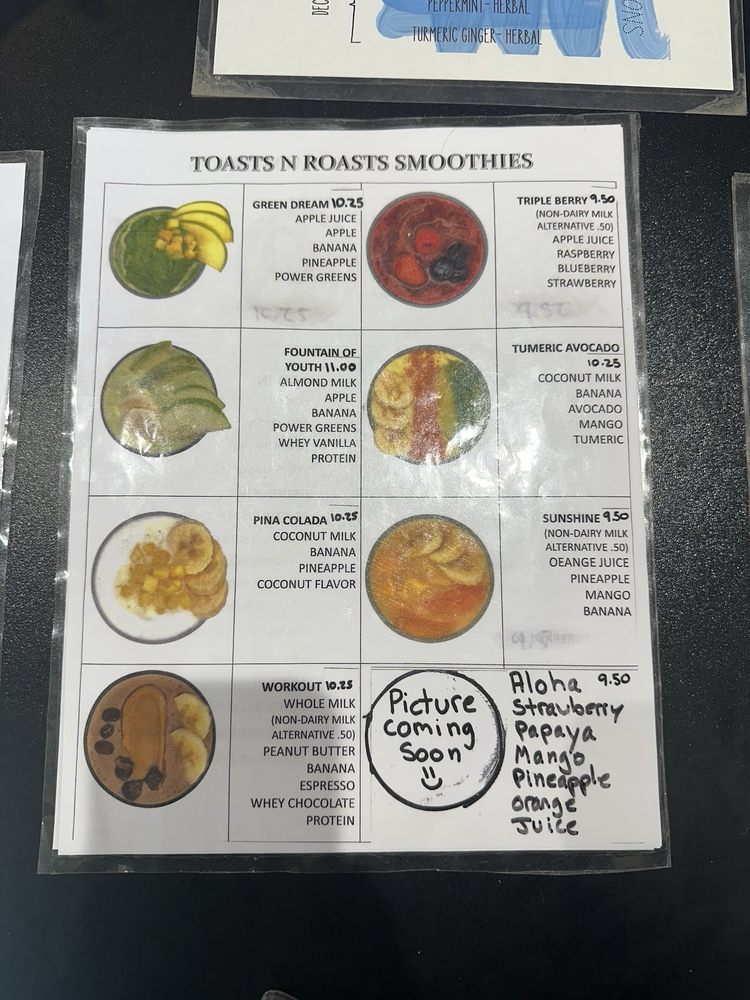 DEC
PEPPERMINT- HERBAL
TURMERIC GINGER- HERBAL
TOASTS N ROASTS SMOOTHIES
GREEN DREAM 10.25
APPLE JUICE
APPLE
BANANA
PINEAPPLE
POWER GREENS
TRIPLE BERRY 9.50
(NON-DAIRY MILK
ALTERNATIVE .50)
APPLE JUICE
RASPBERRY
BLUEBERRY
STRAWBERRY
FOUNTAIN OF
YOUTH 11.00
ALMOND MILK
APPLE
BANANA
POWER GREENS
WHEY VANILLA
PROTEIN
TUMERIC AVOCADO
10.25
COCONUT MILK
BANANA
AVOCADO
MANGO
TUMERIC
PINA COLADA 10.25
COCONUT MILK
BANANA
PINEAPPLE
COCONUT FLAVOR
SUNSHINE 9.50
(NON-DAIRY MILK
ALTERNATIVE .50)
OEANGE JUICE
PINEAPPLE
MANGO
BANANA
WORKOUT 10.25
WHOLE MILK
(NON-DAIRY MILK
ALTERNATIVE .50)
PEANUT BUTTER
BANANA
ESPRESSO
WHEY CHOCOLATE
PROTEIN
Picture
coming
Soon
Aloha 9.50
Strawberry
Papaya
Mango
Pineapple
orange
Juice